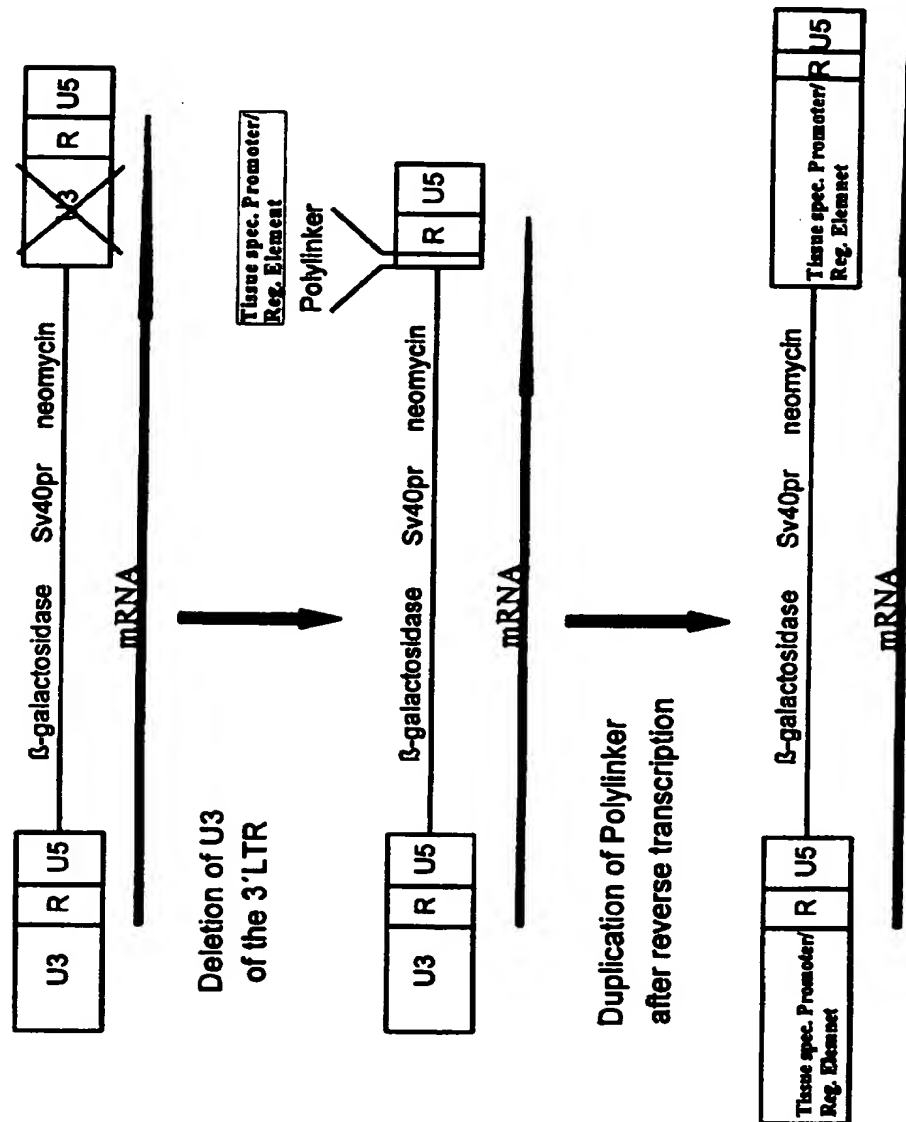 U3 R U5 ß-galactosidase Sv40pr neomycin U3 R U5
mRNA
Deletion of U3
of the 3´LTR
Tissue spec. Promoter/
Reg. Element
Polylinker
U3 R U5 ß-galactosidase Sv40pr neomycin R U5
mRNA
Duplication of Polylinker
after reverse transcription
Tissue spec. Promoter/
Reg. Elemnet
R U5 ß-galactosidase Sv40pr neomycin
Tissue spec. Promoter/
Reg. Elemnet
R U5
mRNA